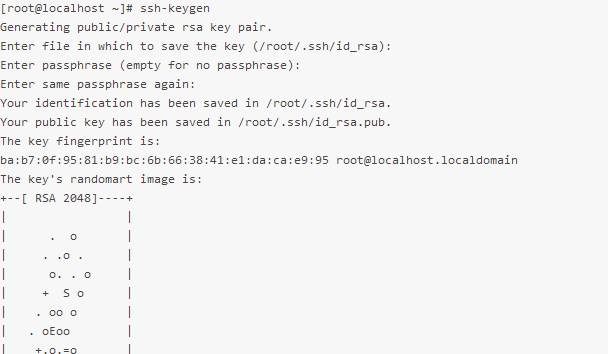 [root@localhost ~]# ssh-keygen
Generating public/private rsa key pair.
Enter file in which to save the key (/root/.ssh/id_rsa):
Enter passphrase (empty for no passphrase):
Enter same passphrase again:
Your identification has been saved in /root/.ssh/id_rsa.
Your public key has been saved in /root/.ssh/id_rsa.pub.
The key fingerprint is:
ba:b7:0f:95:81:b9:bc:6b:66:38:41:e1:da:ca:e9:95 root@localhost.localdomain
The key's randomart image is:
+--[ RSA 2048]----+
|                 |
|      .  o       |
|     . .o .      |
|      o. . o     |
|     +  S o      |
|    . oo o       |
|   . oEoo        |
|    +.o.=o       |